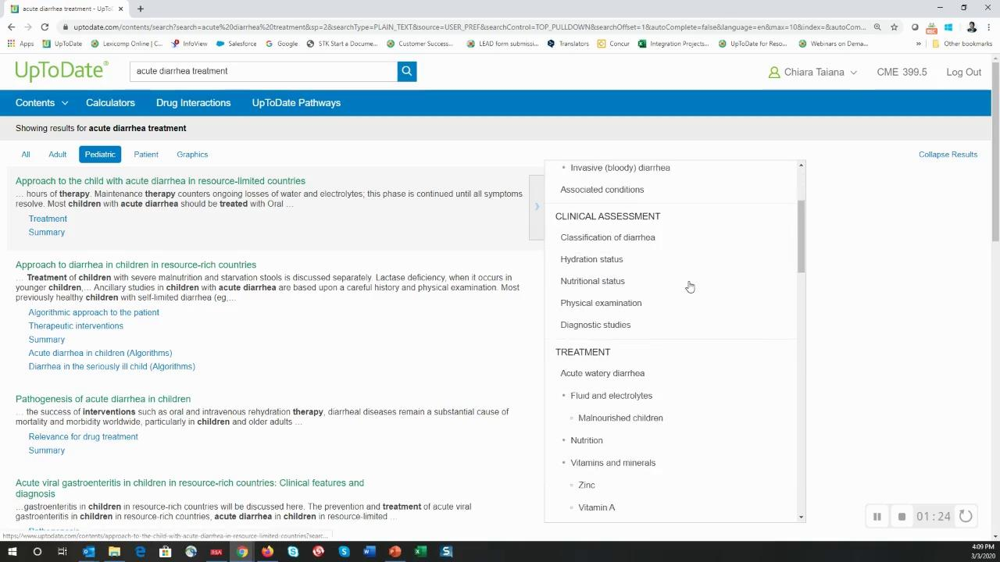 acute diarrhea treatment - UpToD
uptodate.com/contents/search?search=acute%20diarrhea%20treatment&sp=2&searchType=PLAIN_TEXT&source=USER_PREF&searchControl=TOP_PULLDOWN&searchOffset=1&autoComplete=false&language=en&max=10&index=&autoCom...
Apps UpToDate Lexicomp Online | C... InfoView Salesforce Google STK Start a Docume... Customer Success... LEAD form submissi... Translators Concur Integration Projects... UpToDate for Resid... Webinars on Dema... » Other bookmarks
UpToDate® acute diarrhea treatment Chiara Taiana CME 399.5 Log Out
Contents Calculators Drug Interactions UpToDate Pathways
Showing results for acute diarrhea treatment
All Adult Pediatric Patient Graphics Collapse Results
Approach to the child with acute diarrhea in resource-limited countries
... hours of therapy. Maintenance therapy counters ongoing losses of water and electrolytes; this phase is continued until all symptoms
resolve. Most children with acute diarrhea should be treated with Oral ...
Treatment
Summary
Approach to diarrhea in children in resource-rich countries
... Treatment of children with severe malnutrition and starvation stools is discussed separately. Lactase deficiency, when it occurs in
younger children,... Ancillary studies in children with acute diarrhea are based upon a careful history and physical examination. Most
previously healthy children with self-limited diarrhea (eg,...
Algorithmic approach to the patient
Therapeutic interventions
Summary
Acute diarrhea in children (Algorithms)
Diarrhea in the seriously ill child (Algorithms)
Pathogenesis of acute diarrhea in children
... the success of interventions such as oral and intravenous rehydration therapy, diarrheal diseases remain a substantial cause of
mortality and morbidity worldwide, particularly in children and older adults ...
Relevance for drug treatment
Summary
Acute viral gastroenteritis in children in resource-rich countries: Clinical features and
diagnosis
...gastroenteritis in children in resource-rich countries will be discussed here. The prevention and treatment of acute viral
gastroenteritis in children in resource-rich countries, acute diarrhea in children in resource-limited ...
Invasive (bloody) diarrhea
Associated conditions
CLINICAL ASSESSMENT
Classification of diarrhea
Hydration status
Nutritional status
Physical examination
Diagnostic studies
TREATMENT
Acute watery diarrhea
Fluid and electrolytes
Malnourished children
Nutrition
Vitamins and minerals
Zinc
Vitamin A
01:24
https://www.uptodate.com/contents/approach-to-the-child-with-acute-diarrhea-in-resource-limited-countries?searc...
4:09 PM
3/3/2020